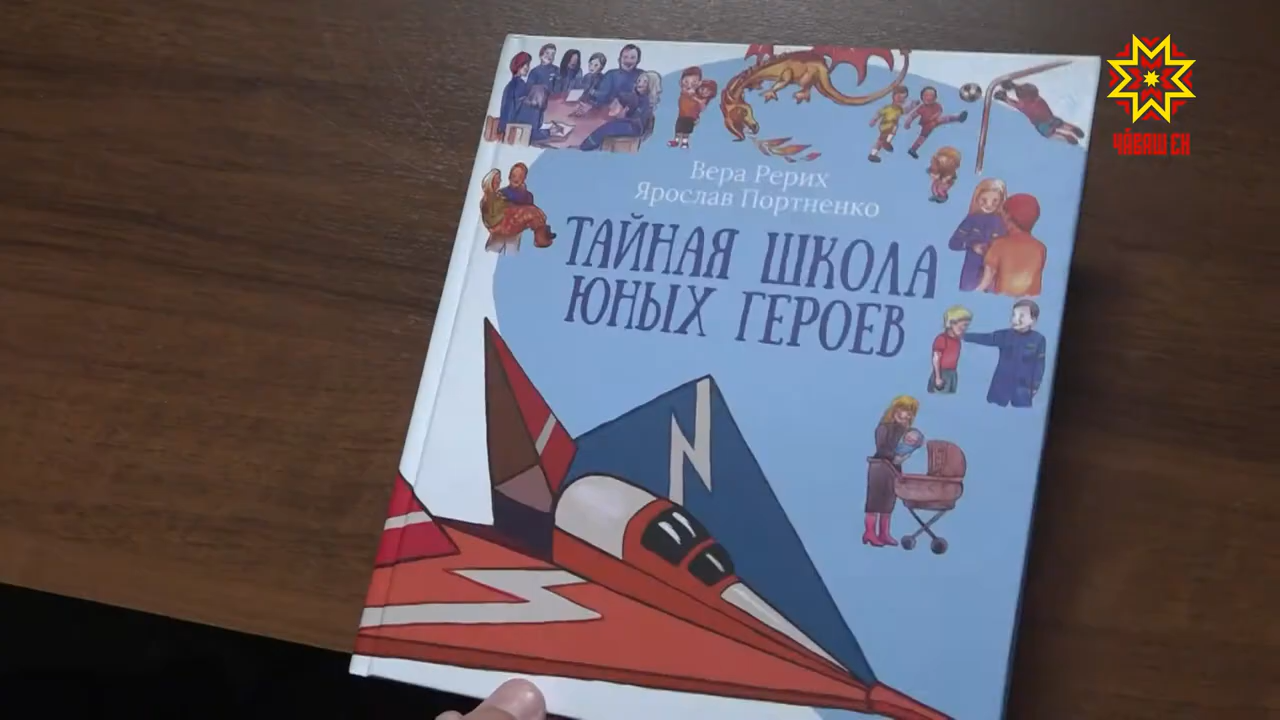 Вера Рерих
Ярослав Портненко
ТАЙНАЯ ШКОЛА
ЮНЫХ ГЕРОЕВ
ЧӐВАШ ЕН